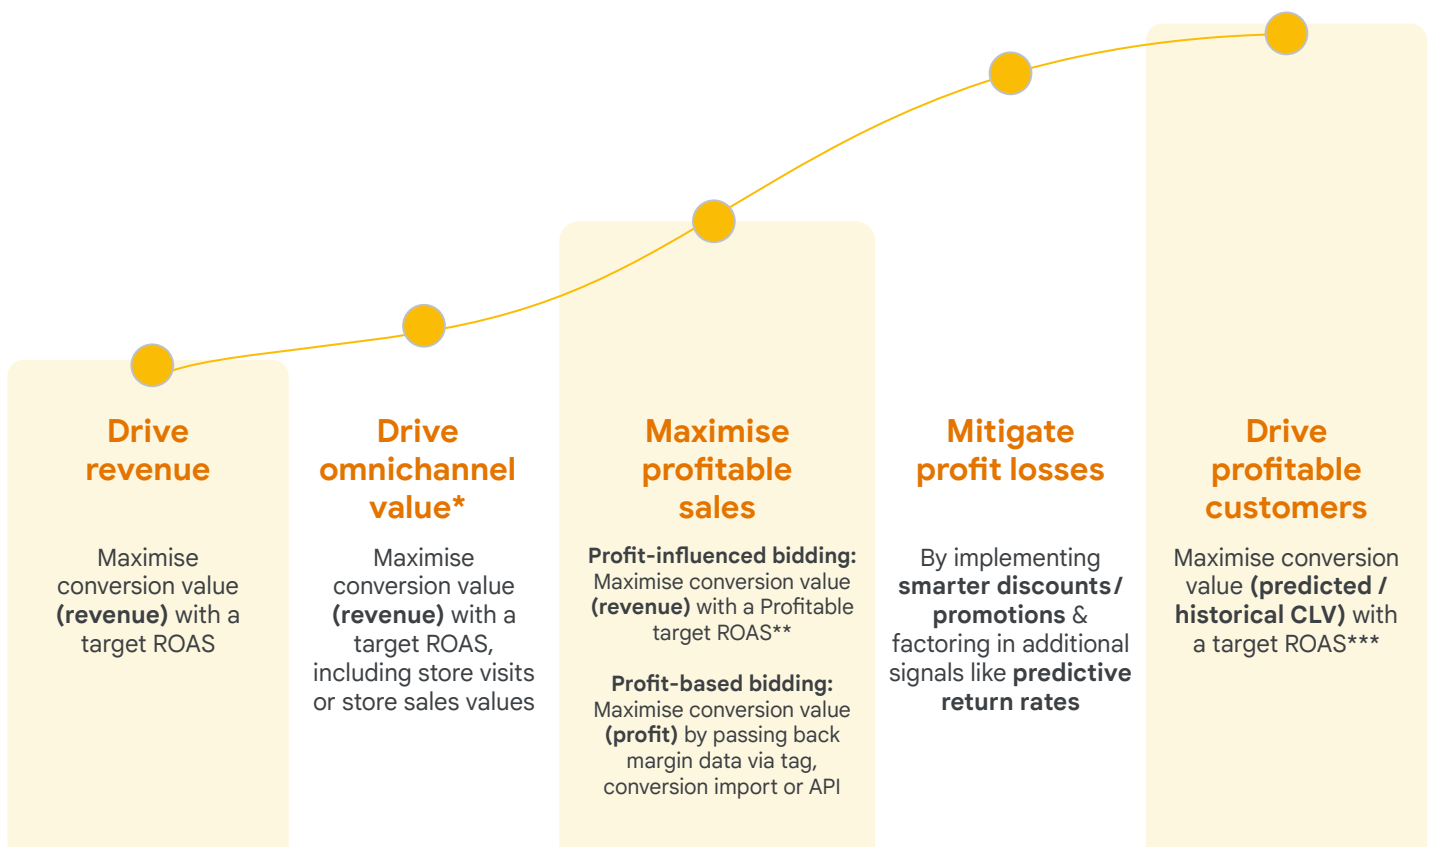 Drive
revenue
Maximise
conversion value
(revenue) with a
target ROAS
Drive
omnichannel
value*
Maximise
conversion value
(revenue) with a
target ROAS,
including store visits
or store sales values
Maximise
profitable
sales
Profit-influenced bidding:
Maximise conversion value
(revenue) with a Profitable
target ROAS**
Profit-based bidding:
Maximise conversion value
(profit) by passing back
margin data via tag,
conversion import or API
Mitigate
profit losses
By implementing
smarter discounts/
promotions &
factoring in additional
signals like predictive
return rates
Drive
profitable
customers
Maximise conversion
value (predicted /
historical CLV) with
a target ROAS***